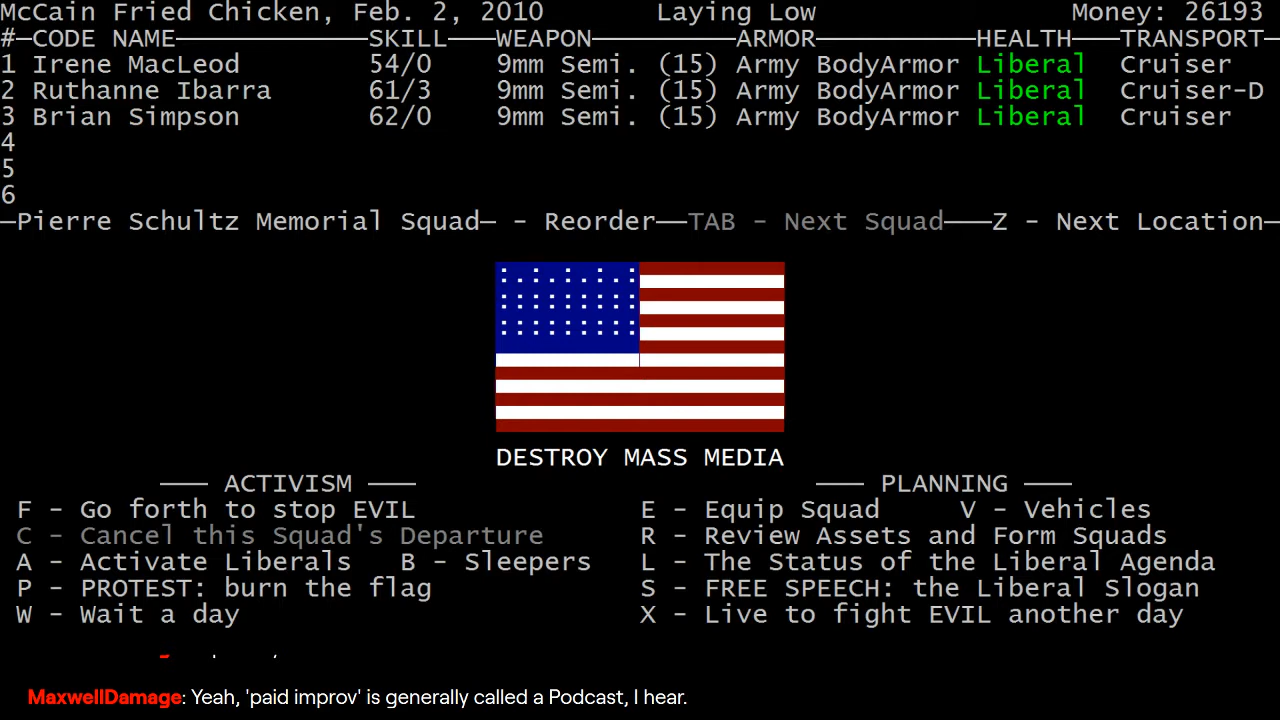 McCain Fried Chicken, Feb. 2, 2010 Laying Low Money: 26193
#—CODE NAME SKILL WEAPON ARMOR HEALTH TRANSPORT
1 Irene MacLeod 54/0 9mm Semi. (15) Army BodyArmor Liberal Cruiser
2 Ruthanne Ibarra 61/3 9mm Semi. (15) Army BodyArmor Liberal Cruiser-D
3 Brian Simpson 62/0 9mm Semi. (15) Army BodyArmor Liberal Cruiser
4
5
6
—Pierre Schultz Memorial Squad— - Reorder——TAB - Next Squad———Z - Next Location—
DESTROY MASS MEDIA
——— ACTIVISM ——— ——— PLANNING ———
F - Go forth to stop EVIL E - Equip Squad V - Vehicles
C - Cancel this Squad's Departure R - Review Assets and Form Squads
A - Activate Liberals B - Sleepers L - The Status of the Liberal Agenda
P - PROTEST: burn the flag S - FREE SPEECH: the Liberal Slogan
W - Wait a day X - Live to fight EVIL another day
MaxwellDamage: Yeah, 'paid improv' is generally called a Podcast, I hear.